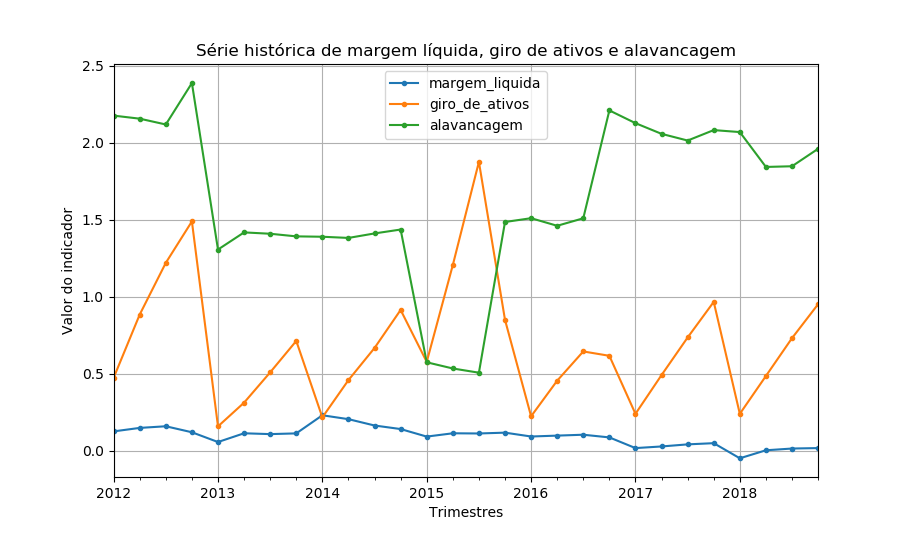 Série histórica de margem líquida, giro de ativos e alavancagem
margem_liquida
giro_de_ativos
alavancagem
Valor do indicador
2.5
2.0
1.5
1.0
0.5
0.0
2012 2013 2014 2015 2016 2017 2018
Trimestres